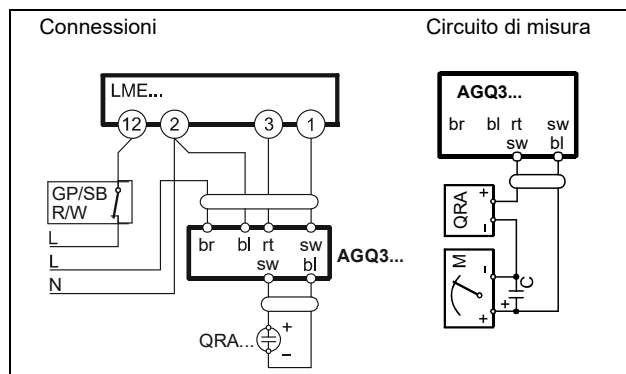 Connessioni
Circuito di misura
LME...
12
2
3
1
GP/SB
R/W
L
L
N
br bl rt sw
sw bl
AGQ3...
QRA...
+
–
AGQ3...
br bl rt sw
sw bl
QRA
+
-
M
-
+
C
+